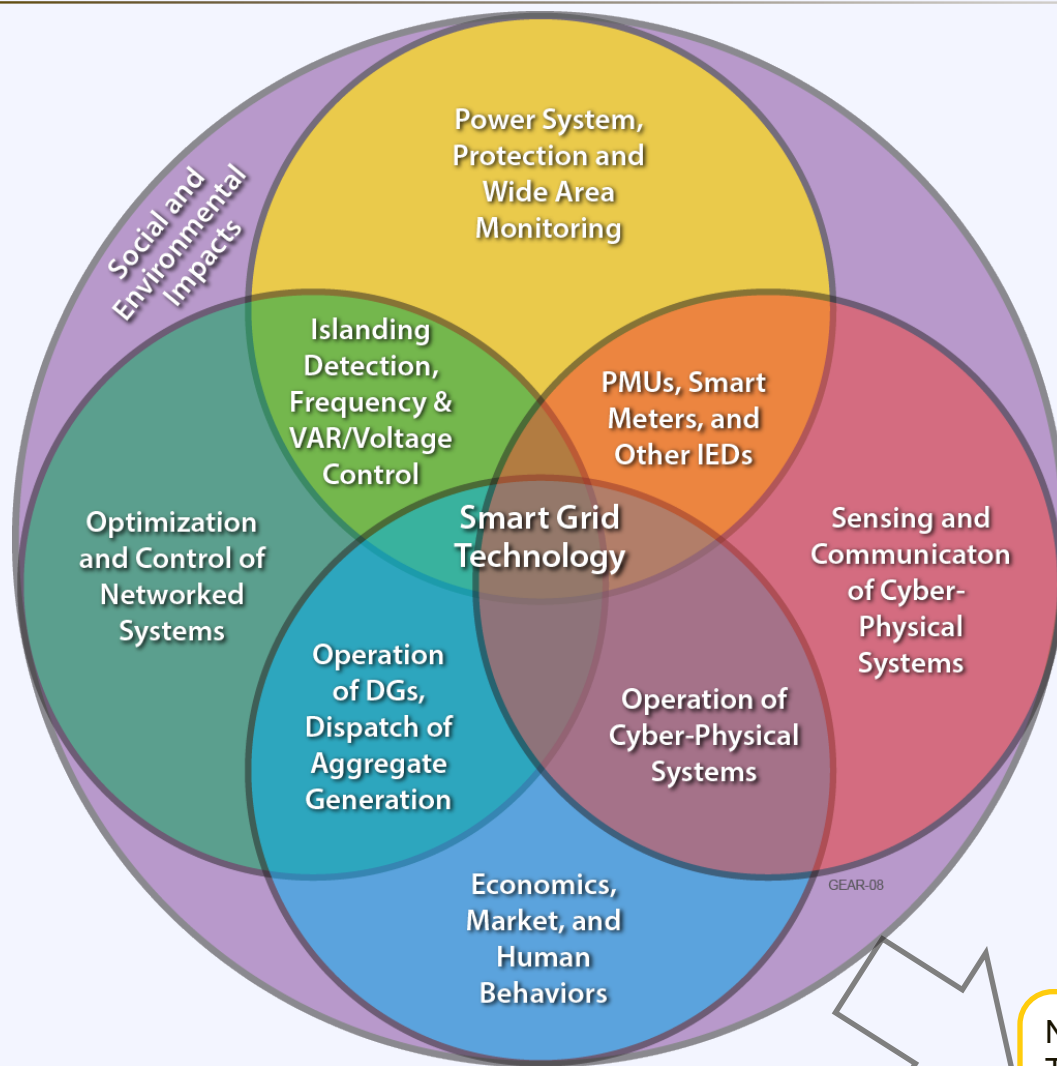 Power System,
Protection and
Wide Area
Monitoring
Social and
Environmental
Impacts
Islanding
Detection,
Frequency &
VAR/Voltage
Control
PMUs, Smart
Meters, and
Other IEDs
Smart Grid
Technology
Optimization
and Control of
Networked
Systems
Sensing and
Communicaton
of Cyber-
Physical
Systems
Operation
of DGs,
Dispatch of
Aggregate
Generation
Operation of
Cyber-Physical
Systems
Economics,
Market, and
Human
Behaviors
GEAR-08